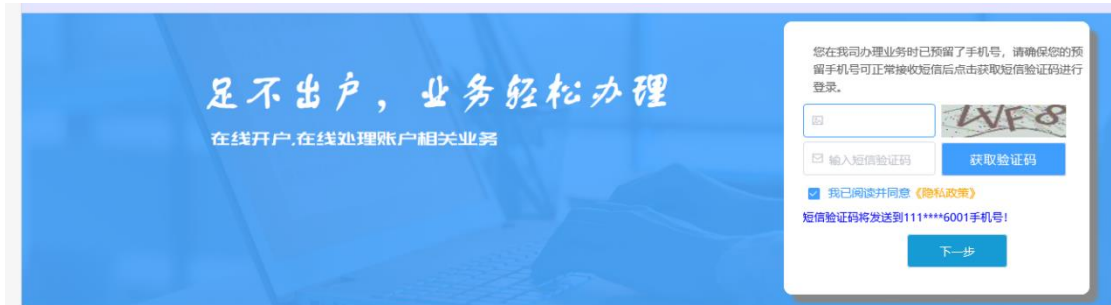 足不出户，业务轻松办理
在线开户,在线处理账户相关业务
您在我司办理业务时已预留了手机号，请确保您的预
留手机号可正常接收短信后点击获取短信验证码进行
登录。
输入短信验证码
获取验证码
我已阅读并同意《隐私政策》
短信验证码将发送到111****6001手机号!
下一步